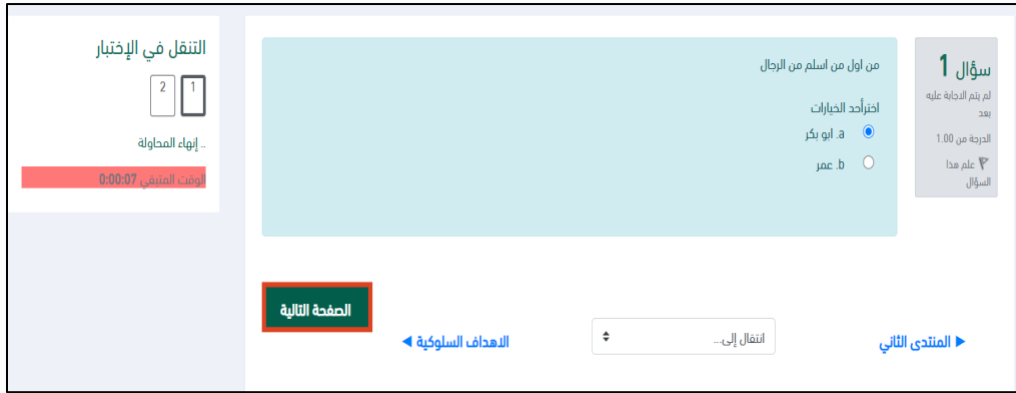 سؤال 1
لم يتم الاجابة عليه
بعد
الدرجة من 1.00
علم هذا
السؤال
من اول من اسلم من الرجال
اخترأحد الخيارات
a. ابو بكر
b. عمر
التنقل في الإختبار
1 2
إنهاء المحاولة ..
الوقت المتبقي 0:00:07
الصفحة التالية
◀ المنتدى الثاني
انتقال إلى...
الاهداف السلوكية ▶